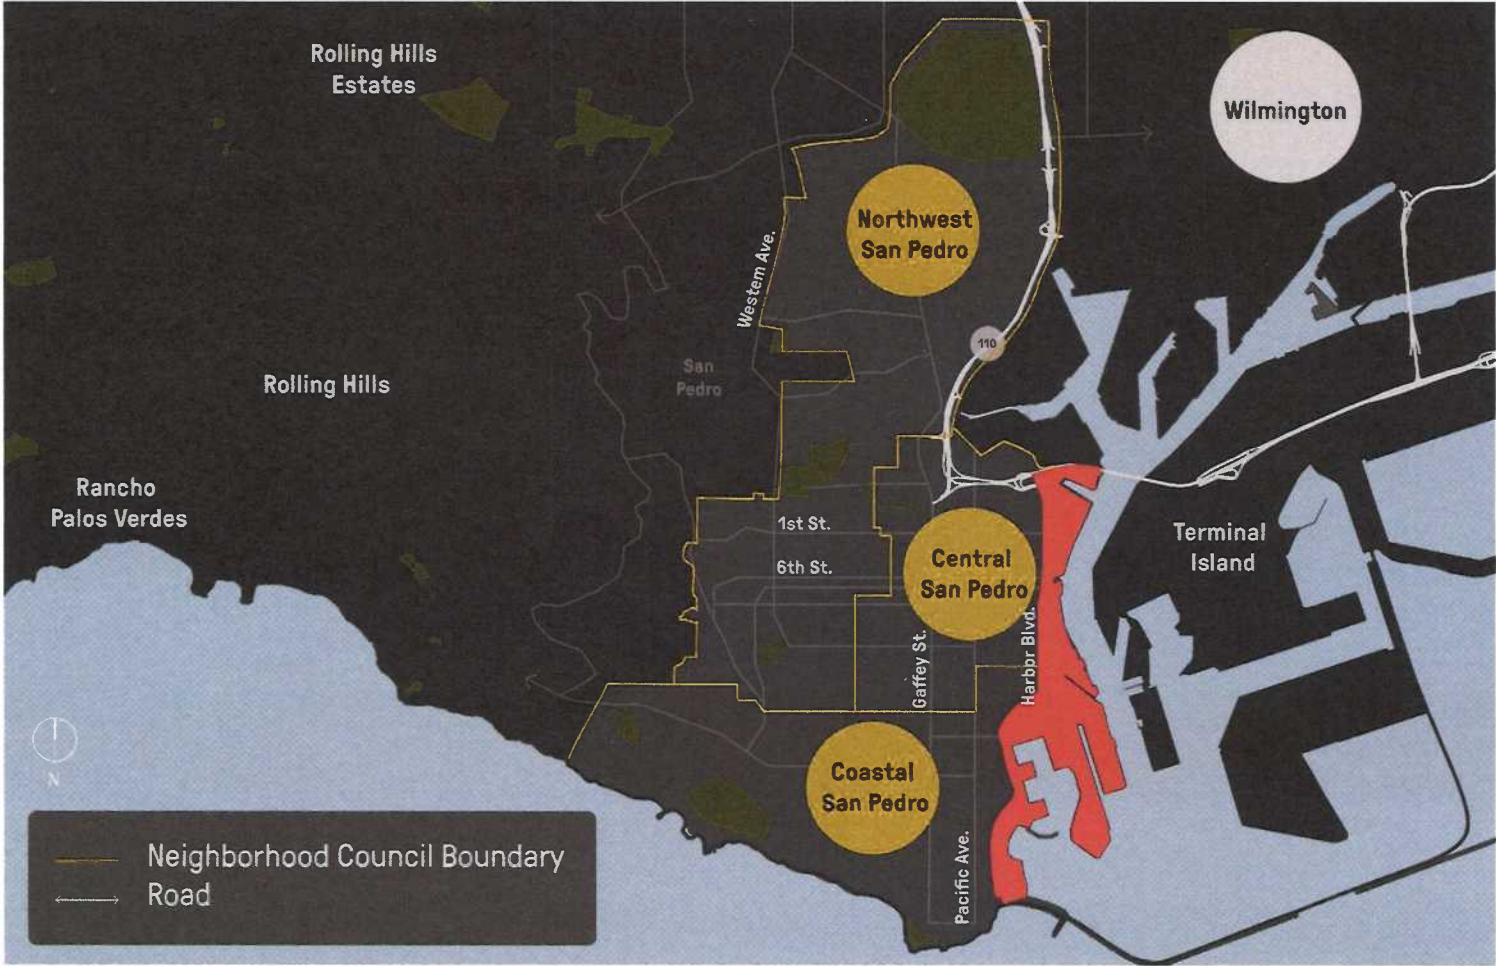 Rolling Hills
Estates
Wilmington
Northwest
San Pedro
Western Ave.
110
San
Pedro
Rolling Hills
Rancho
Palos Verdes
1st St.
6th St.
Central
San Pedro
Terminal
Island
Gaffey St.
Harbor Blvd.
N
Coastal
San Pedro
Pacific Ave.
Neighborhood Council Boundary
Road